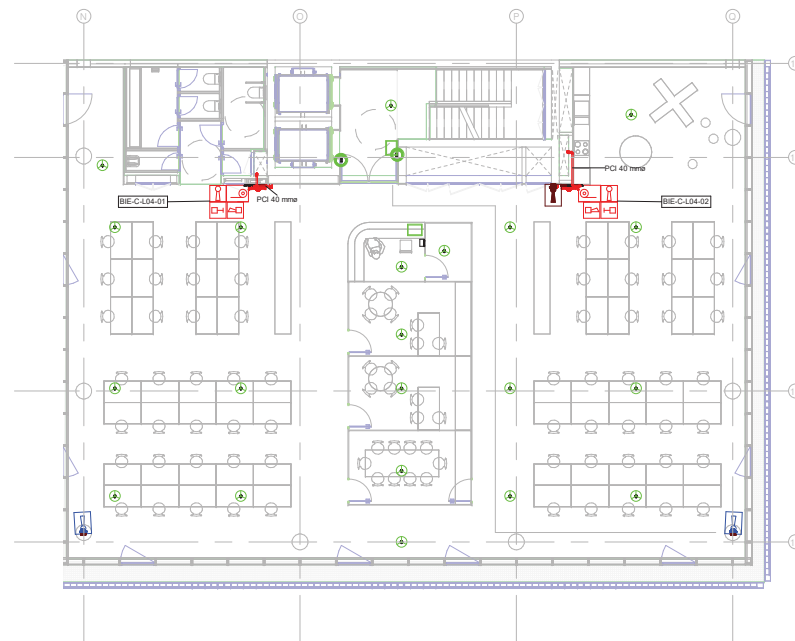 N
O
P
Q
PCI 40 mmø
BIE-C-L04-01
PCI 40 mmø
BIE-C-L04-02